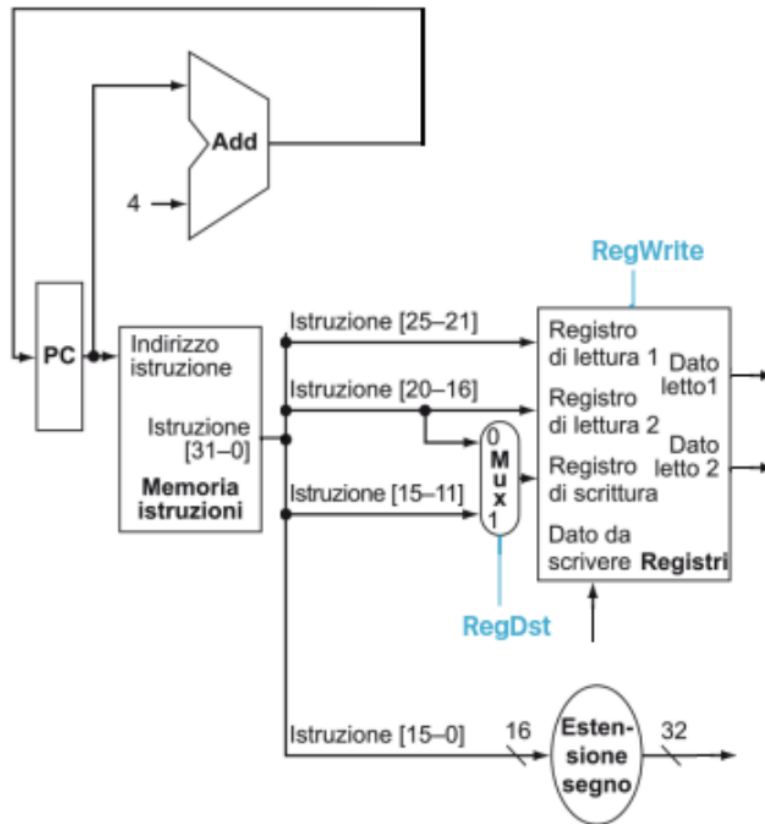 Add
4
RegWrite
PC
Indirizzo
istruzione
Istruzione
[31–0]
Memoria
istruzioni
Istruzione [25–21]
Istruzione [20–16]
Istruzione [15–11]
0
M
u
x
1
RegDst
Registro
di lettura 1
Dato
letto1
Registro
di lettura 2
Dato
letto 2
Registro
di scrittura
Dato da
scrivere Registri
Istruzione [15–0]
16
Esten-
sione
segno
32